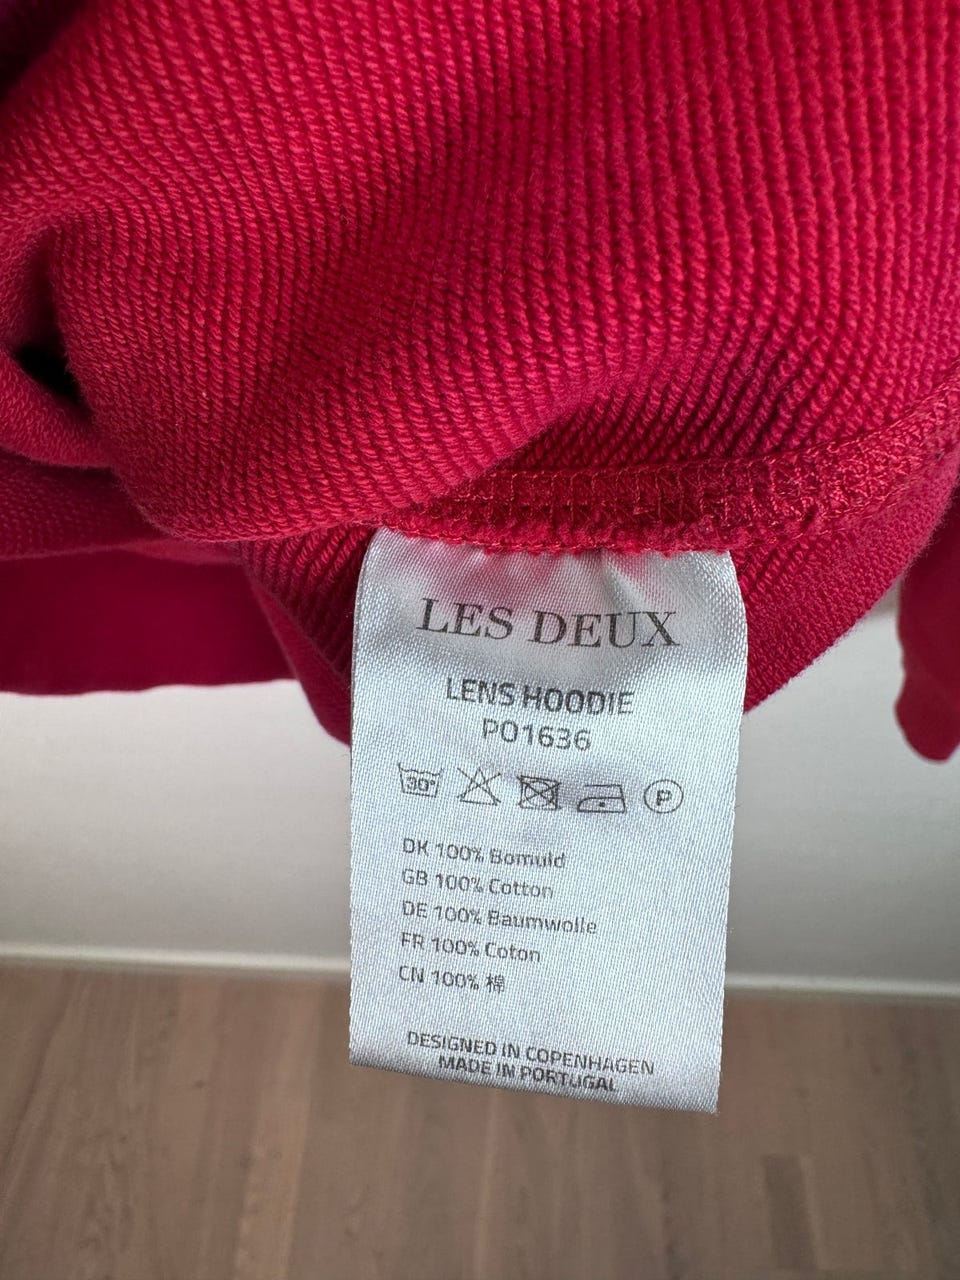 LES DEUX
LENS HOODIE
PO1636
30° P
DK 100% Bomuld
GB 100% Cotton
DE 100% Baumwolle
FR 100% Coton
CN 100% 棉
DESIGNED IN COPENHAGEN
MADE IN PORTUGAL